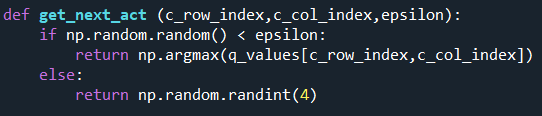 def get_next_act (c_row_index,c_col_index,epsilon):
    if np.random.random() < epsilon:
        return np.argmax(q_values[c_row_index,c_col_index])
    else:
        return np.random.randint(4)